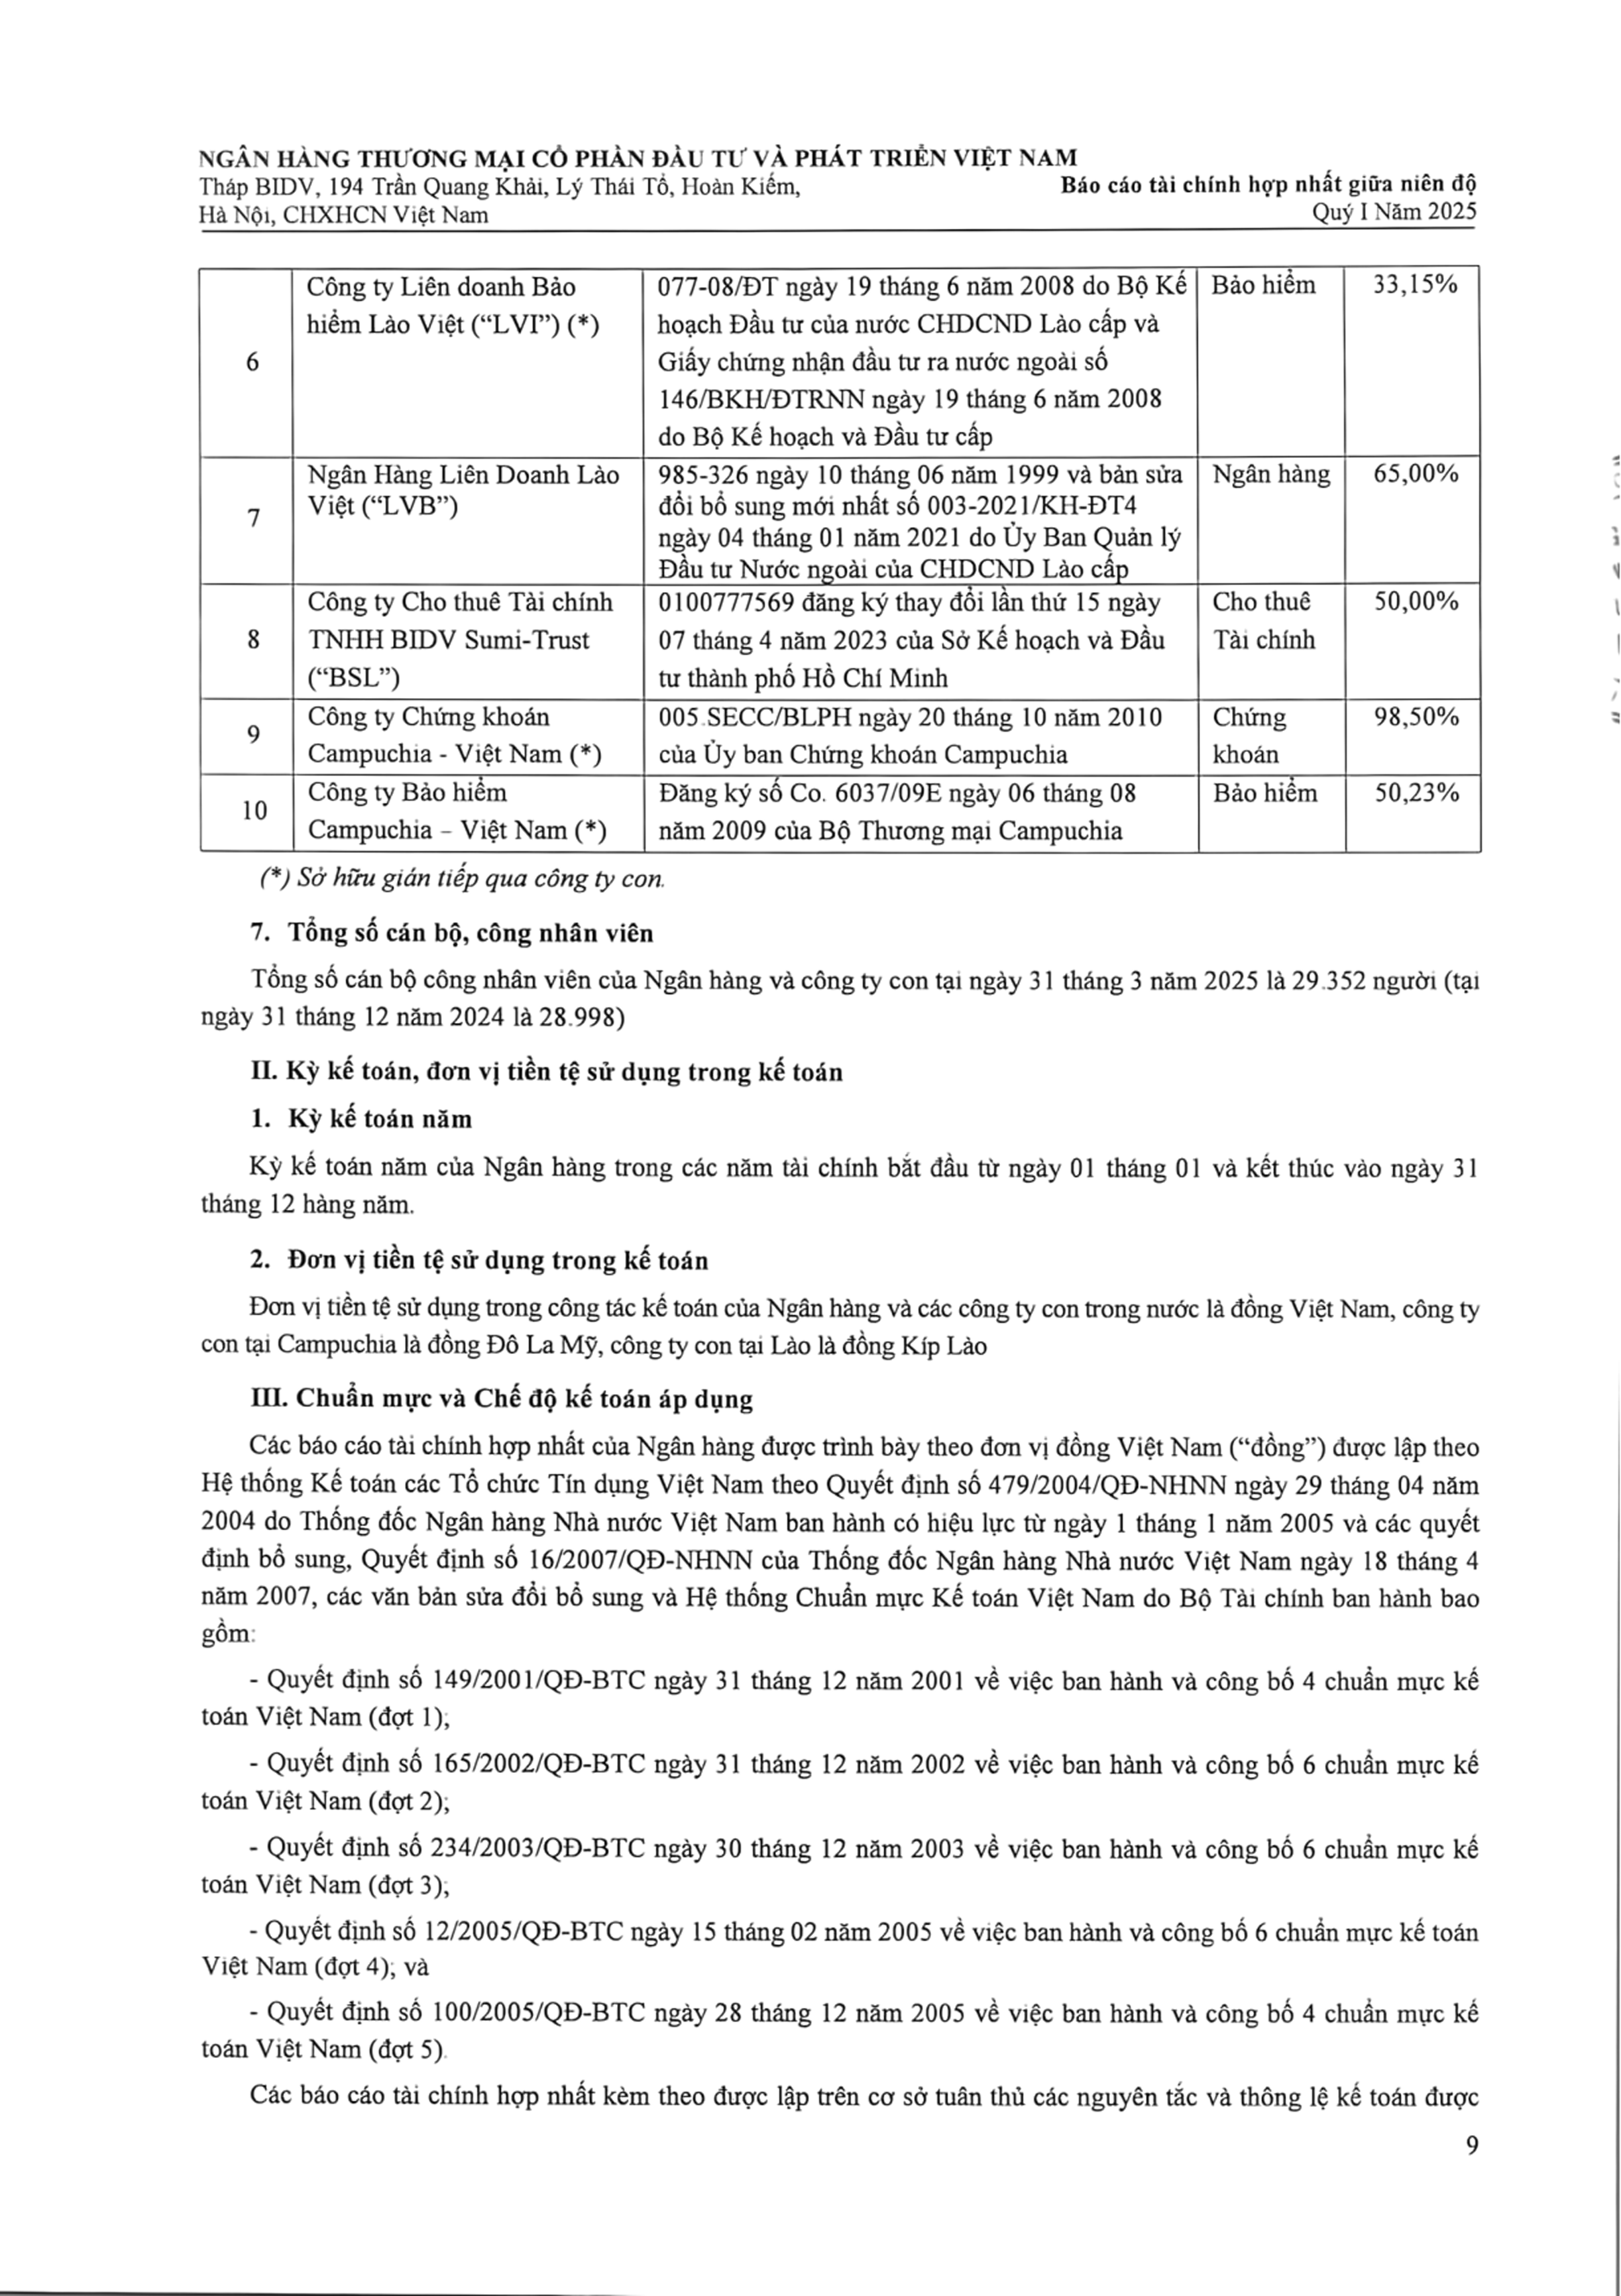 NGÂN HÀNG THƯƠNG MẠI CỔ PHẦN ĐẦU TƯ VÀ PHÁT TRIỂN VIỆT NAM
Tháp BIDV, 194 Trần Quang Khải, Lý Thái Tổ, Hoàn Kiếm,
Hà Nội, CHXHCN Việt Nam
Báo cáo tài chính hợp nhất giữa niên độ
Quý I Năm 2025
6
Công ty Liên doanh Bảo
hiểm Lào Việt (“LVI”) (*)
077-08/ĐT ngày 19 tháng 6 năm 2008 do Bộ Kế
hoạch Đầu tư của nước CHDCND Lào cấp và
Giấy chứng nhận đầu tư ra nước ngoài số
146/BKH/ĐTRNN ngày 19 tháng 6 năm 2008
do Bộ Kế hoạch và Đầu tư cấp
Bảo hiểm
33,15%
7
Ngân Hàng Liên Doanh Lào
Việt (“LVB”)
985-326 ngày 10 tháng 06 năm 1999 và bản sửa
đổi bổ sung mới nhất số 003-2021/KH-ĐT4
ngày 04 tháng 01 năm 2021 do Ủy Ban Quản lý
Đầu tư Nước ngoài của CHDCND Lào cấp
Ngân hàng
65,00%
8
Công ty Cho thuê Tài chính
TNHH BIDV Sumi-Trust
(“BSL”)
0100777569 đăng ký thay đổi lần thứ 15 ngày
07 tháng 4 năm 2023 của Sở Kế hoạch và Đầu
tư thành phố Hồ Chí Minh
Cho thuê
Tài chính
50,00%
9
Công ty Chứng khoán
Campuchia - Việt Nam (*)
005.SECC/BLPH ngày 20 tháng 10 năm 2010
của Ủy ban Chứng khoán Campuchia
Chứng
khoán
98,50%
10
Công ty Bảo hiểm
Campuchia – Việt Nam (*)
Đăng ký số Co. 6037/09E ngày 06 tháng 08
năm 2009 của Bộ Thương mại Campuchia
Bảo hiểm
50,23%
(*) Sở hữu gián tiếp qua công ty con.
7. Tổng số cán bộ, công nhân viên
Tổng số cán bộ công nhân viên của Ngân hàng và công ty con tại ngày 31 tháng 3 năm 2025 là 29.352 người (tại
ngày 31 tháng 12 năm 2024 là 28.998)
II. Kỳ kế toán, đơn vị tiền tệ sử dụng trong kế toán
1. Kỳ kế toán năm
Kỳ kế toán năm của Ngân hàng trong các năm tài chính bắt đầu từ ngày 01 tháng 01 và kết thúc vào ngày 31
tháng 12 hàng năm.
2. Đơn vị tiền tệ sử dụng trong kế toán
Đơn vị tiền tệ sử dụng trong công tác kế toán của Ngân hàng và các công ty con trong nước là đồng Việt Nam, công ty
con tại Campuchia là đồng Đô La Mỹ, công ty con tại Lào là đồng Kíp Lào
III. Chuẩn mực và Chế độ kế toán áp dụng
Các báo cáo tài chính hợp nhất của Ngân hàng được trình bày theo đơn vị đồng Việt Nam (“đồng”) được lập theo
Hệ thống Kế toán các Tổ chức Tín dụng Việt Nam theo Quyết định số 479/2004/QĐ-NHNN ngày 29 tháng 04 năm
2004 do Thống đốc Ngân hàng Nhà nước Việt Nam ban hành có hiệu lực từ ngày 1 tháng 1 năm 2005 và các quyết
định bổ sung, Quyết định số 16/2007/QĐ-NHNN của Thống đốc Ngân hàng Nhà nước Việt Nam ngày 18 tháng 4
năm 2007, các văn bản sửa đổi bổ sung và Hệ thống Chuẩn mực Kế toán Việt Nam do Bộ Tài chính ban hành bao
gồm:
- Quyết định số 149/2001/QĐ-BTC ngày 31 tháng 12 năm 2001 về việc ban hành và công bố 4 chuẩn mực kế
toán Việt Nam (đợt 1);
- Quyết định số 165/2002/QĐ-BTC ngày 31 tháng 12 năm 2002 về việc ban hành và công bố 6 chuẩn mực kế
toán Việt Nam (đợt 2);
- Quyết định số 234/2003/QĐ-BTC ngày 30 tháng 12 năm 2003 về việc ban hành và công bố 6 chuẩn mực kế
toán Việt Nam (đợt 3);
- Quyết định số 12/2005/QĐ-BTC ngày 15 tháng 02 năm 2005 về việc ban hành và công bố 6 chuẩn mực kế toán
Việt Nam (đợt 4); và
- Quyết định số 100/2005/QĐ-BTC ngày 28 tháng 12 năm 2005 về việc ban hành và công bố 4 chuẩn mực kế
toán Việt Nam (đợt 5).
Các báo cáo tài chính hợp nhất kèm theo được lập trên cơ sở tuân thủ các nguyên tắc và thông lệ kế toán được
9